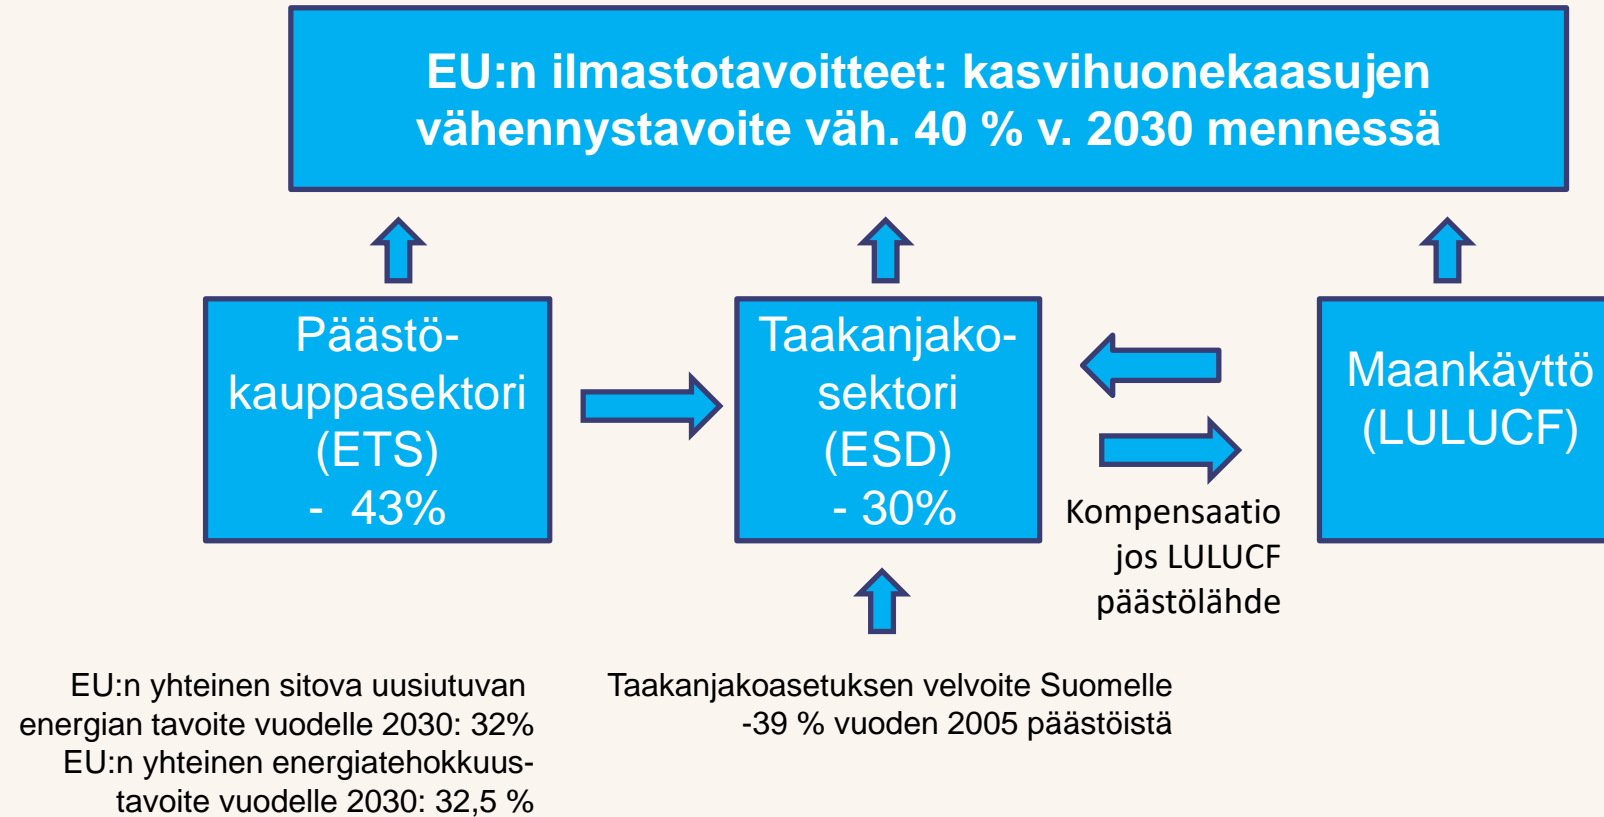 EU:n ilmastotavoitteet: kasvihuonekaasujen
vähennystavoite väh. 40 % v. 2030 mennessä
Päästö-
kauppasektori
(ETS)
- 43%
Taakanjako-
sektori
(ESD)
- 30%
Maankäyttö
(LULUCF)
Kompensaatio
jos LULUCF
päästölähde
EU:n yhteinen sitova uusiutuvan
energian tavoite vuodelle 2030: 32%
EU:n yhteinen energiatehokkuus-
tavoite vuodelle 2030: 32,5 %
Taakanjakoasetuksen velvoite Suomelle
-39 % vuoden 2005 päästöistä